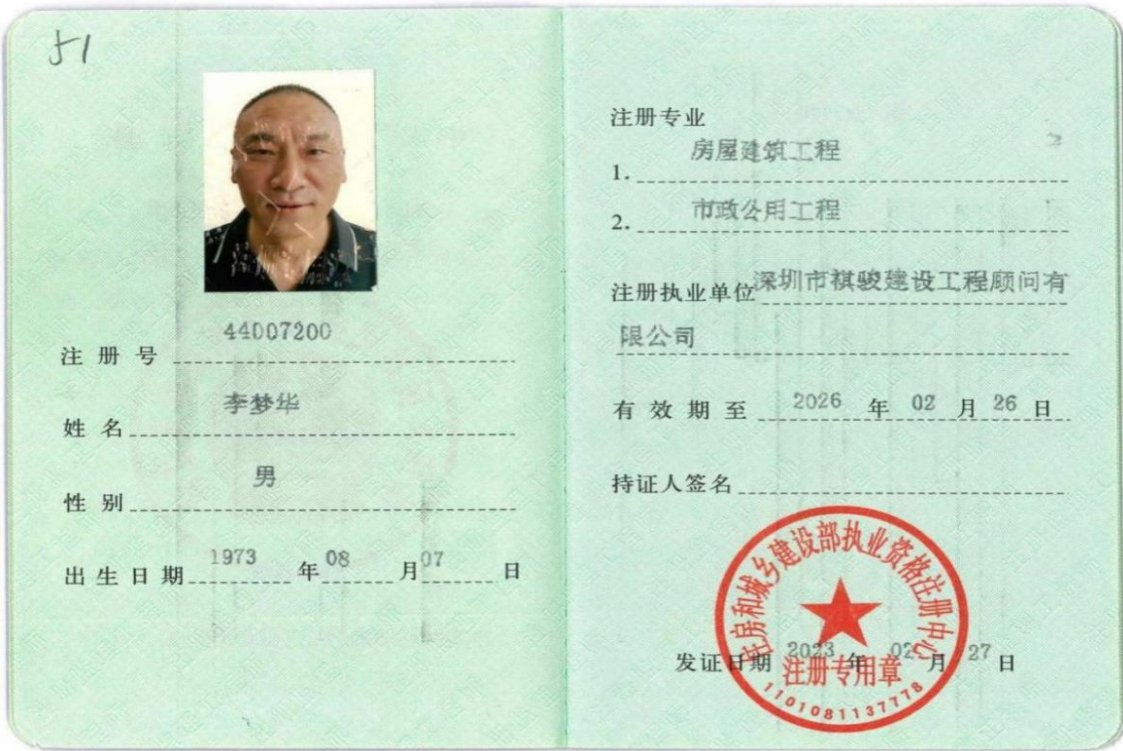 51
注册号 44007200
姓名 李梦华
性别 男
出生日期 1973 年 08 月 07 日
注册专业
1. 房屋建筑工程
2. 市政公用工程
注册执业单位 深圳市祺骏建设工程顾问有
限公司
有效期至 2026 年 02 月 26 日
持证人签名
住房和城乡建设部执业资格注册中心
发证日期 2023 年 02 月 27 日
注册专用章
1101081137778